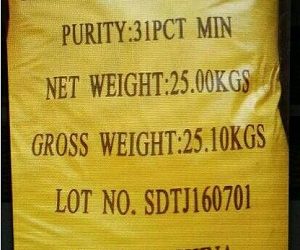 PURITY:31PCT MIN
NET WEIGHT:25.00KGS
GROSS WEIGHT:25.10KGS
LOT NO. SDTJ160701